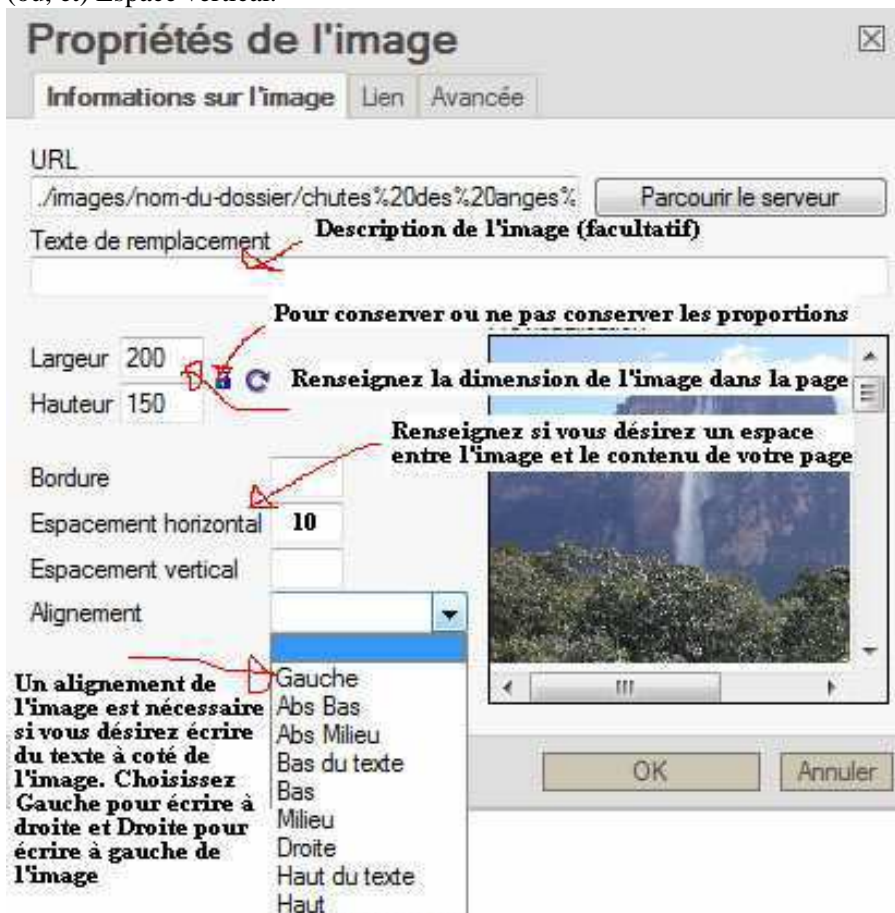 (ou, et) Espace vertical.
Propriétés de l'image
Informations sur l'image Lien Avancée
URL
./images/nom-du-dossier/chutes%20des%20anges% Parcourir le serveur
Texte de remplacement
Description de l'image (facultatif)
Pour conserver ou ne pas conserver les proportions
Largeur 200
Renseignez la dimension de l'image dans la page
Hauteur 150
Renseignez si vous désirez un espace
entre l'image et le contenu de votre page
Bordure
Espacement horizontal 10
Espacement vertical
Alignement
Un alignement de
l'image est nécessaire
si vous désirez écrire
du texte à coté de
l'image. Choisissez
Gauche pour écrire à
droite et Droite pour
écrire à gauche de
l'image
Gauche
Abs Bas
Abs Milieu
Bas du texte
Bas
Milieu
Droite
Haut du texte
Haut
OK Annuler